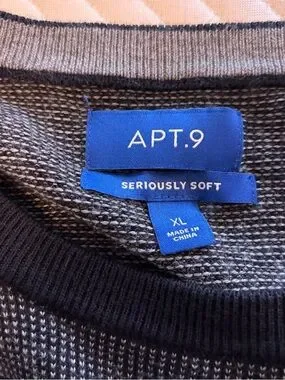 APT.9
SERIOUSLY SOFT
XL
MADE IN
CHINA